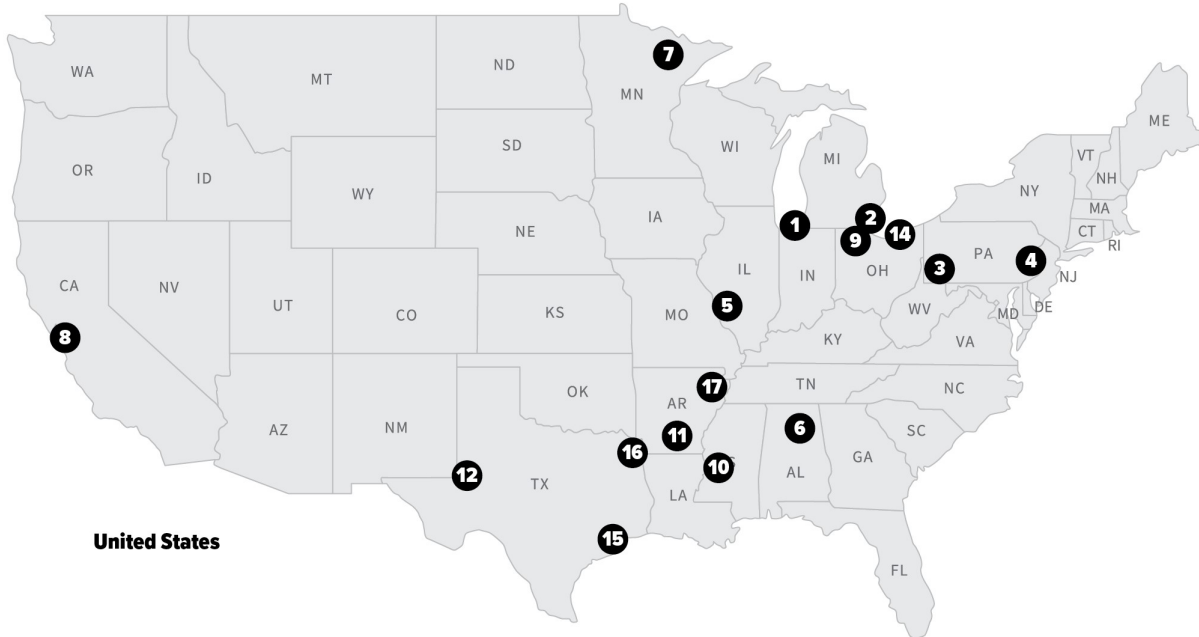 7
WA
ND
MT
MN
ME
OR
ID
SD
WI
MI
VT
NH
NY
WY
MA
IA
1
2
CT
RI
NE
9
14
PA
4
IL
IN
OH
3
NJ
CA
NV
UT
CO
KS
MO
5
WV
MD
DE
8
KY
VA
17
TN
NC
OK
AR
AZ
NM
11
6
SC
16
GA
12
TX
10
AL
LA
15
United States
FL